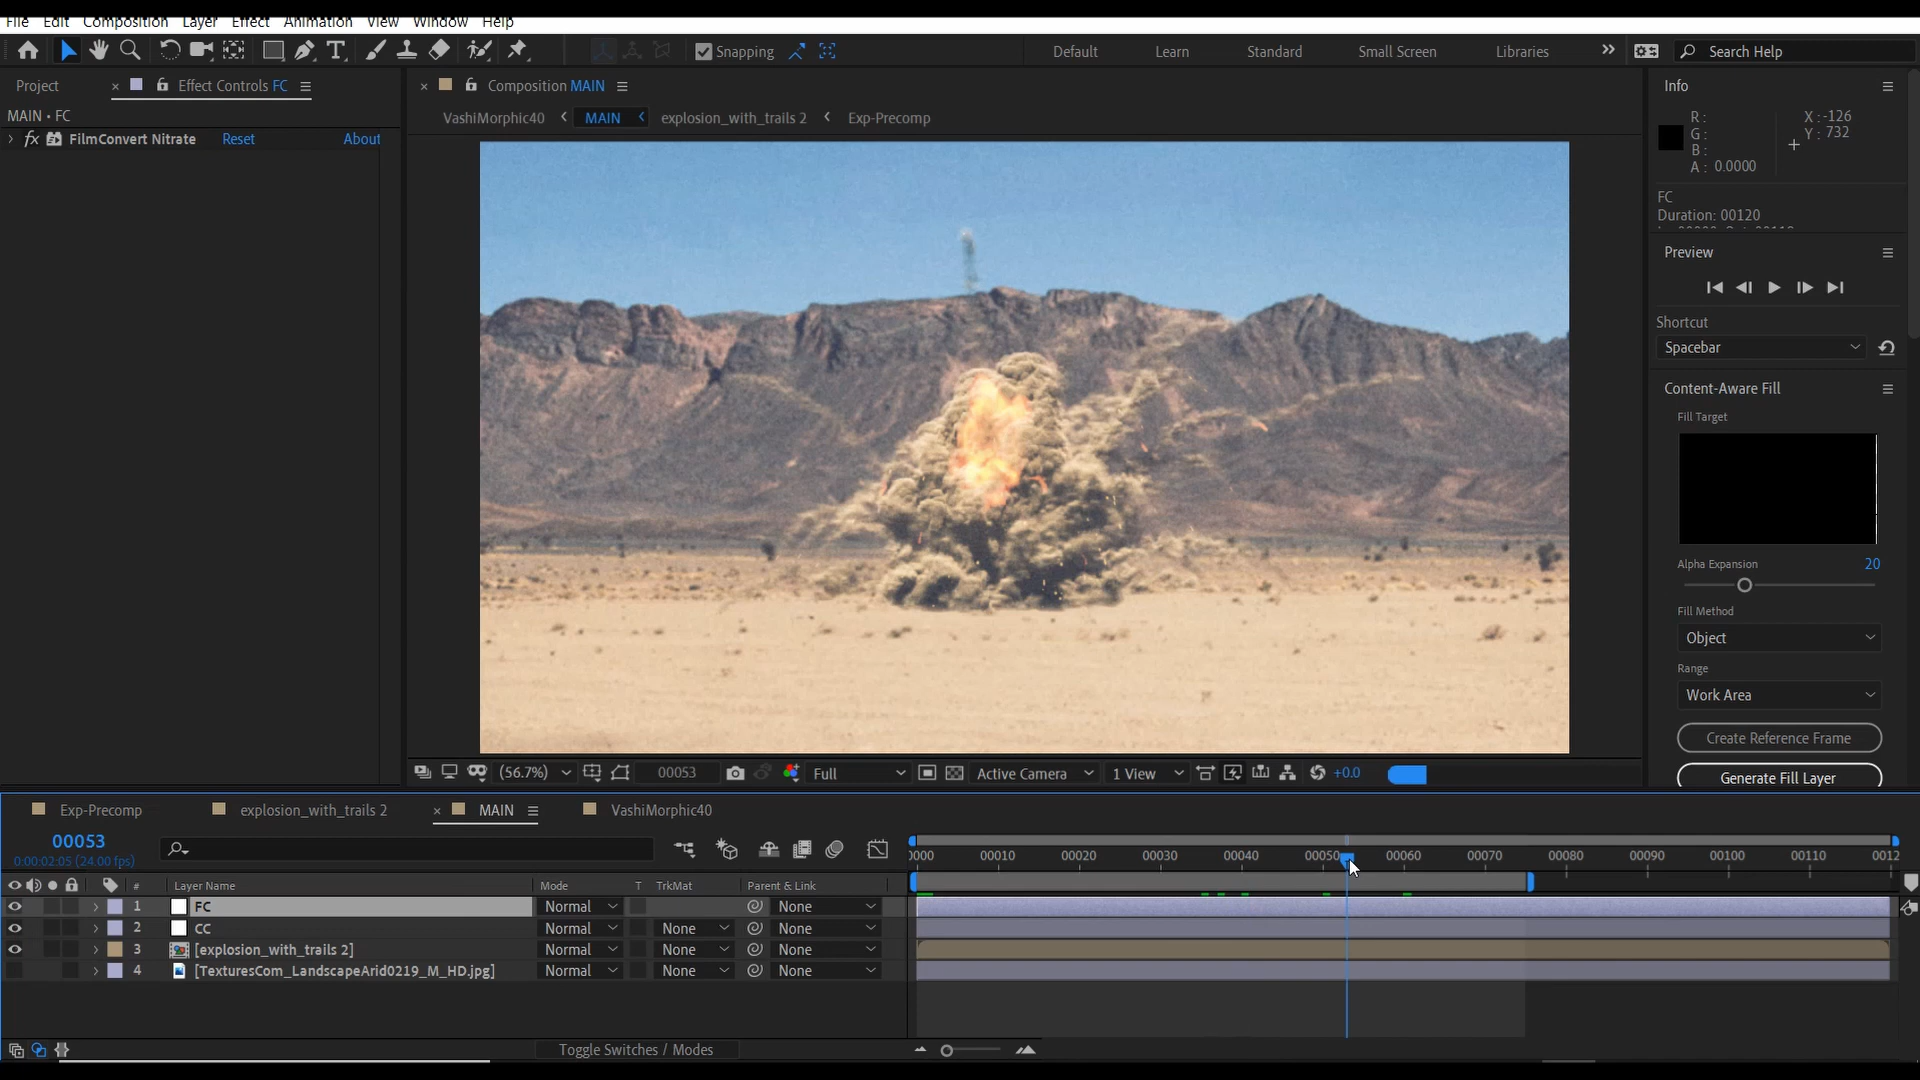 File Edit Composition Layer Effect Animation View Window Help
Snapping
Default Learn Standard Small Screen Libraries
Search Help
Project
Effect Controls FC
MAIN • FC
fx FilmConvert Nitrate Reset About
Composition MAIN
VashiMorphic40 MAIN explosion_with_trails 2 Exp-Precomp
Info
R :
G :
B :
A : 0.0000
X : -126
Y : 732
FC
Duration: 00120
Preview
Shortcut
Spacebar
Content-Aware Fill
Fill Target
Alpha Expansion 20
Fill Method
Object
Range
Work Area
Create Reference Frame
Generate Fill Layer
(56.7%) 00053 Full Active Camera 1 View +0.0
Exp-Precomp explosion_with_trails 2 MAIN VashiMorphic40
00053
0:00:02:05 (24.00 fps)
0000 00010 00020 00030 00040 00050 00060 00070 00080 00090 00100 00110 0012
# Layer Name Mode T TrkMat Parent & Link
1 FC Normal None
2 CC Normal None None
3 [explosion_with_trails 2] Normal None None
4 [TexturesCom_LandscapeArid0219_M_HD.jpg] Normal None None
Toggle Switches / Modes